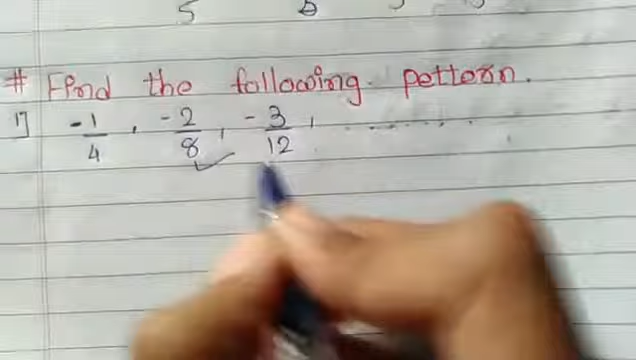 # Find the following pettern.
1] -1/4 , -2/8 , -3/12 , ..........